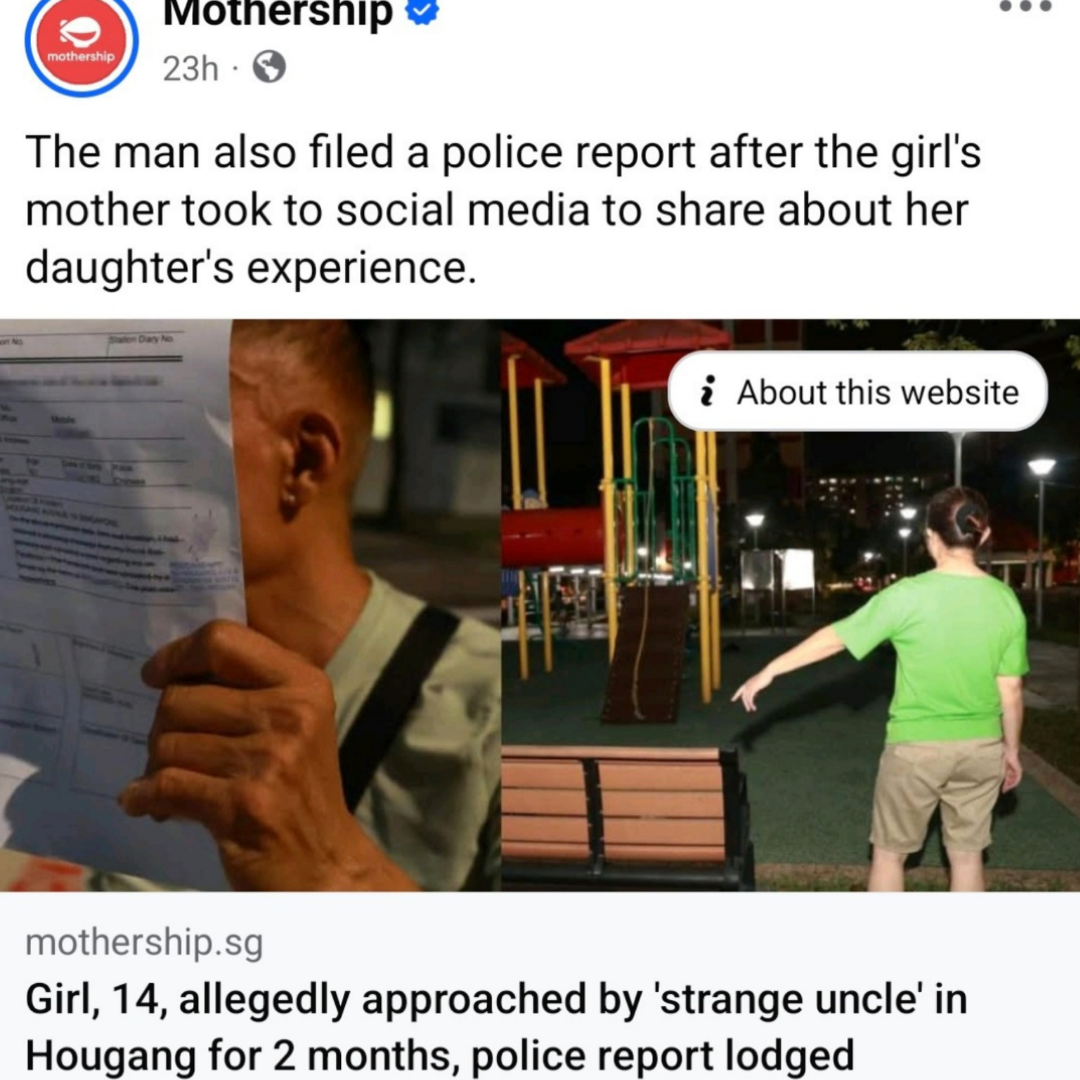 Mothership
mothership
23h ·
The man also filed a police report after the girl's
mother took to social media to share about her
daughter's experience.
Station Diary No.
About this website
mothership.sg
Girl, 14, allegedly approached by 'strange uncle' in
Hougang for 2 months, police report lodged